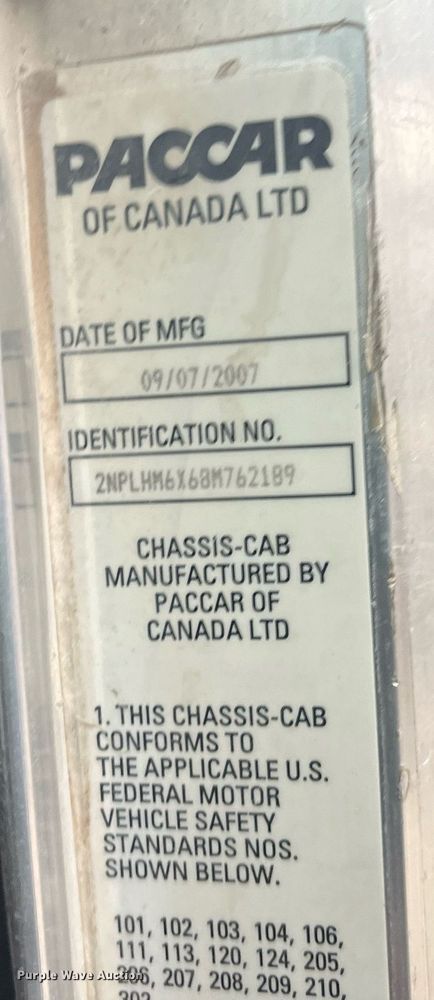 PACCAR
OF CANADA LTD
DATE OF MFG
09/07/2007
IDENTIFICATION NO.
2NPLHM6X68M762189
CHASSIS-CAB
MANUFACTURED BY
PACCAR OF
CANADA LTD
1. THIS CHASSIS-CAB
CONFORMS TO
THE APPLICABLE U.S.
FEDERAL MOTOR
VEHICLE SAFETY
STANDARDS NOS.
SHOWN BELOW.
101, 102, 103, 104, 106,
111, 113, 120, 124, 205,
206, 207, 208, 209, 210,
302
Purple Wave Auction